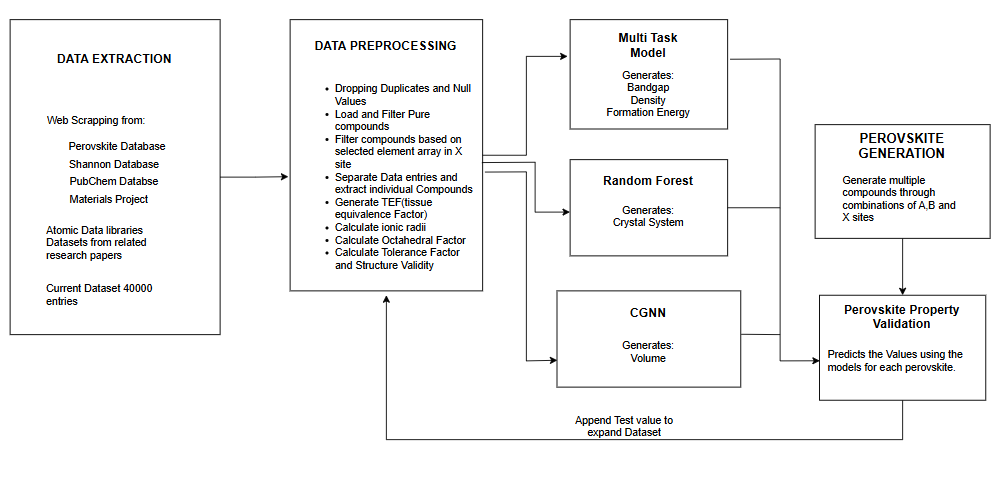 DATA EXTRACTION
Web Scrapping from:
Perovskite Database
Shannon Database
PubChem Databse
Materials Project
Atomic Data libraries
Datasets from related
research papers
Current Dataset 40000
entries
DATA PREPROCESSING
• Dropping Duplicates and Null
Values
• Load and Filter Pure
compounds
• Filter compounds based on
selected element array in X
site
• Separate Data entries and
extract individual Compounds
• Generate TEF(tissue
equivalence Factor)
• Calculate ionic radii
• Calculate Octahedral Factor
• Calculate Tolerance Factor
and Structure Validity
Multi Task
Model
Generates:
Bandgap
Density
Formation Energy
Random Forest
Generates:
Crystal System
CGNN
Generates:
Volume
PEROVSKITE
GENERATION
Generate multiple
compounds through
combinations of A,B and
X sites
Perovskite Property
Validation
Predicts the Values using the
models for each perovskite.
Append Test value to
expand Dataset